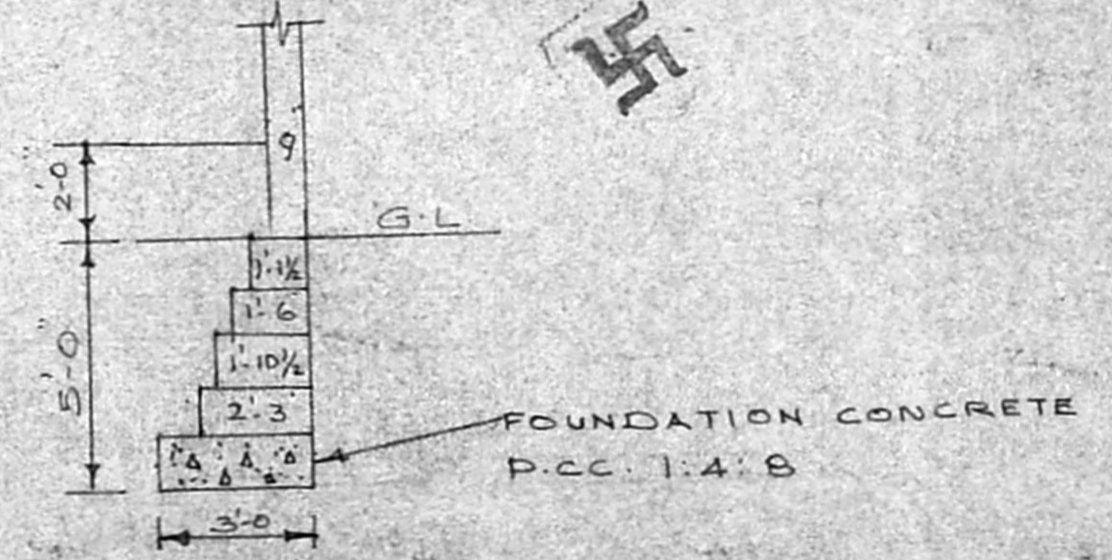 9
2'-0"
G.L
1'-1½
1'-6
1'-10½
5'-0"
2'-3
FOUNDATION CONCRETE
P.CC. 1:4:8
3'-0